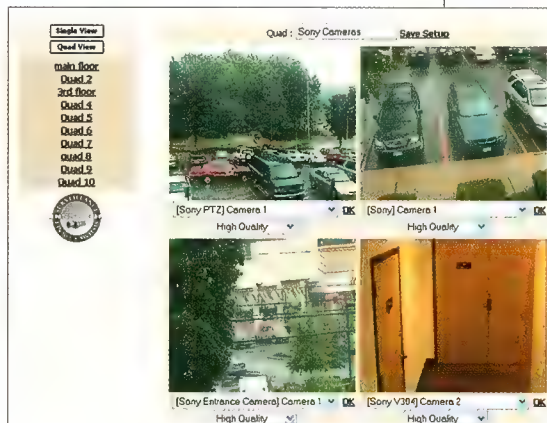 Single View
Quad View
main floor
Quad 2
3rd floor
Quad 4
Quad 5
Quad 6
Quad 7
quad 8
Quad 9
Quad 10
Quad : Sony Cameras Save Setup
[Sony PTZ] Camera 1 OK
High Quality
[Sony] Camera 1 OK
High Quality
[Sony Entrance Camera] Camera 1 OK
High Quality
[Sony V304] Camera 2 OK
High Quality